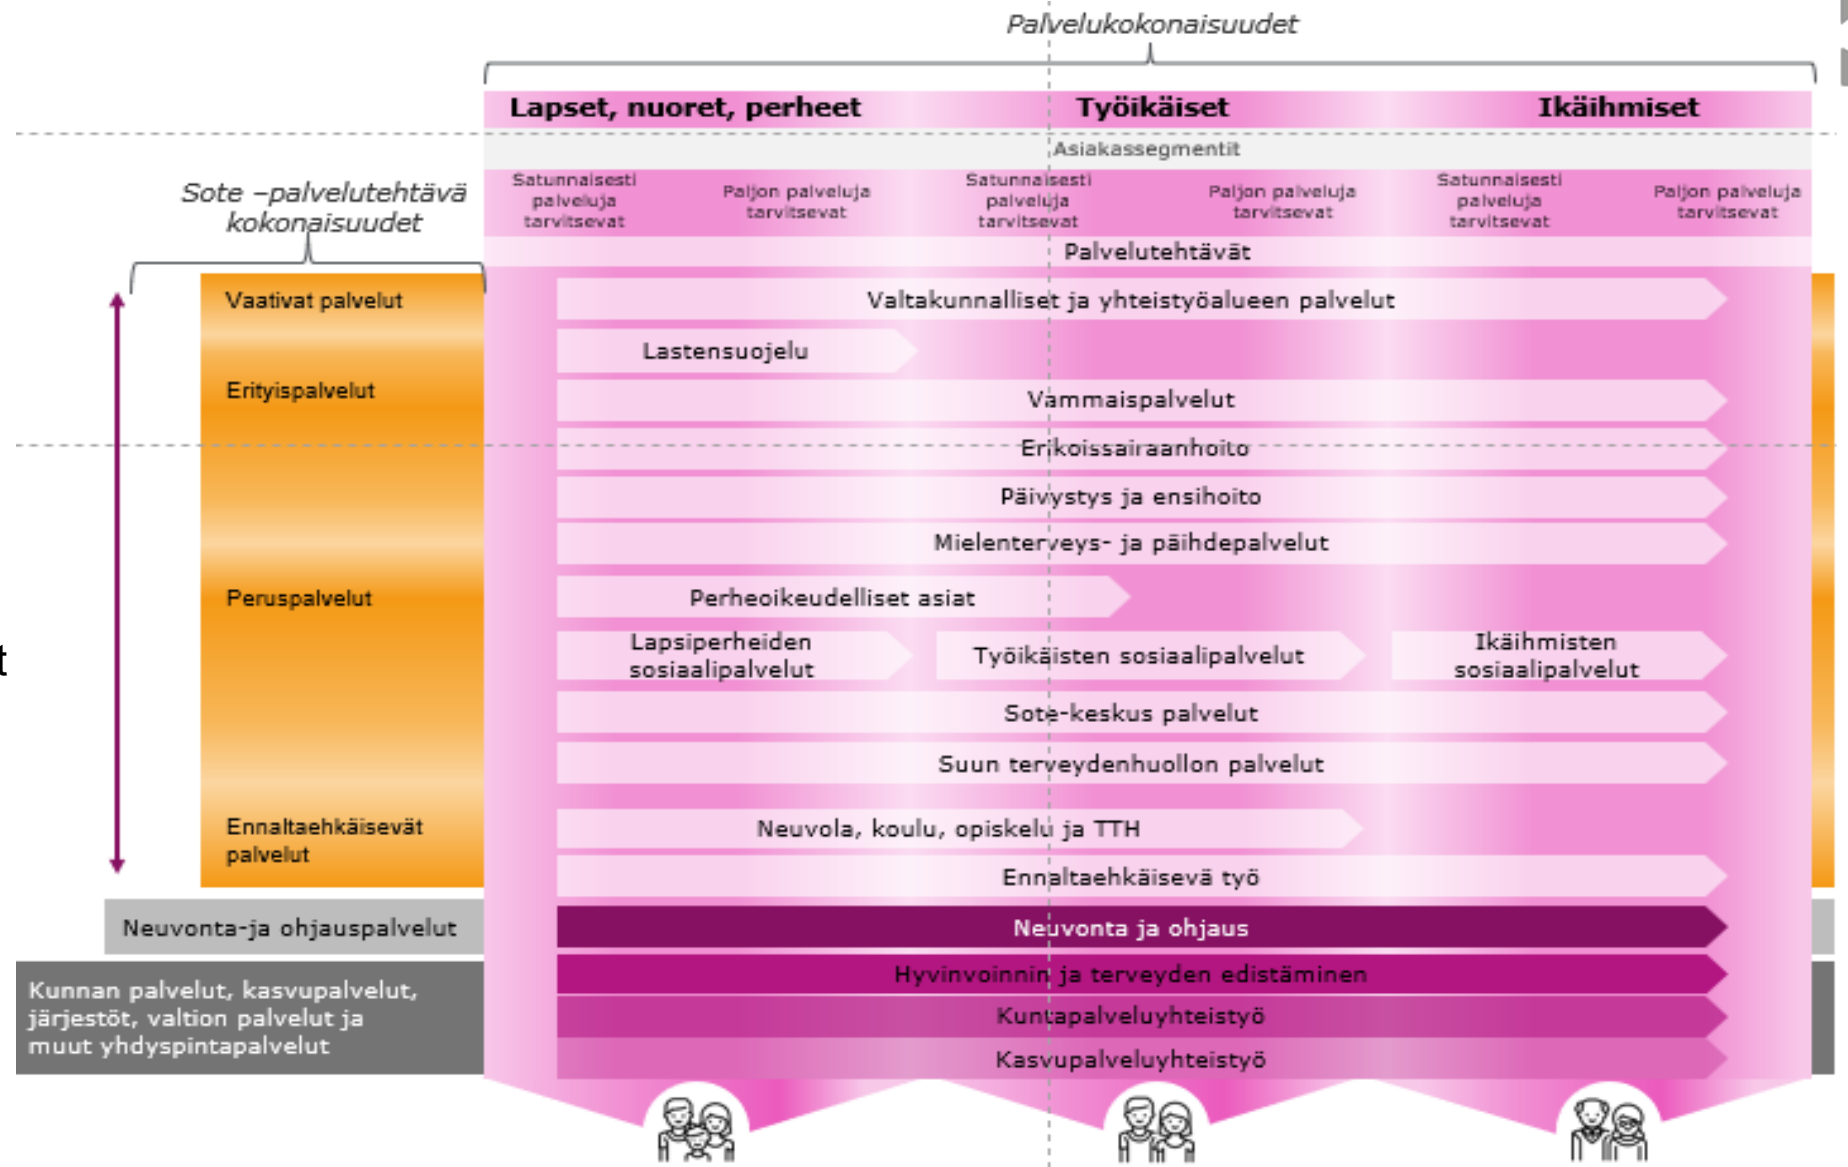 Palvelukokonaisuudet
Lapset, nuoret, perheet
Työikäiset
Ikäihmiset
Asiakassegmentit
Sote –palvelutehtävä
kokonaisuudet
Satunnaisesti
palveluja
tarvitsevat
Paljon palveluja
tarvitsevat
Satunnaisesti
palveluja
tarvitsevat
Paljon palveluja
tarvitsevat
Satunnaisesti
palveluja
tarvitsevat
Paljon palveluja
tarvitsevat
Palvelutehtävät
Vaativat palvelut
Valtakunnalliset ja yhteistyöalueen palvelut
Lastensuojelu
Erityispalvelut
Vammaispalvelut
Erikoissairaanhoito
Päivystys ja ensihoito
Mielenterveys- ja päihdepalvelut
Peruspalvelut
Perheoikeudelliset asiat
t
Lapsiperheiden
sosiaalipalvelut
Työikäisten sosiaalipalvelut
Ikäihmisten
sosiaalipalvelut
Sote-keskus palvelut
Suun terveydenhuollon palvelut
Ennaltaehkäisevät
palvelut
Neuvola, koulu, opiskelu ja TTH
Ennaltaehkäisevä työ
Neuvonta-ja ohjauspalvelut
Neuvonta ja ohjaus
Kunnan palvelut, kasvupalvelut,
järjestöt, valtion palvelut ja
muut yhdyspintapalvelut
Hyvinvoinnin ja terveyden edistäminen
Kuntapalveluyhteistyö
Kasvupalveluyhteistyö